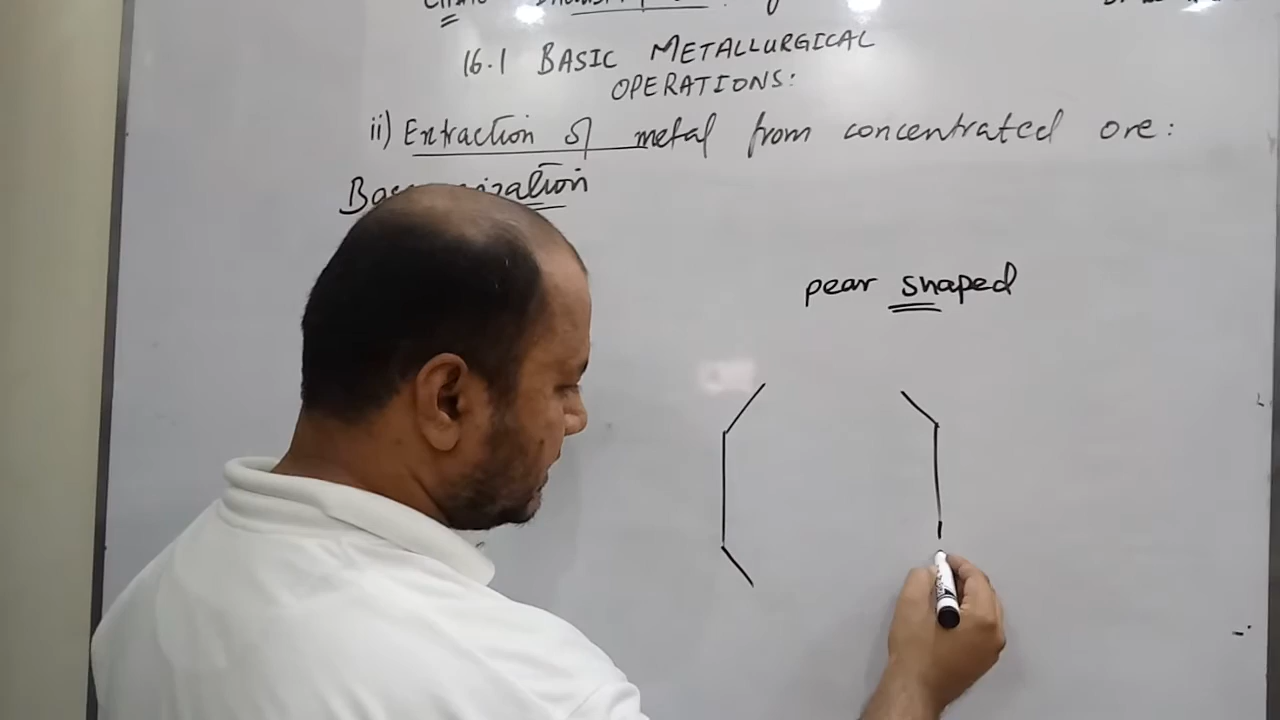 16.1 BASIC METALLURGICAL
OPERATIONS:
ii) Extraction of metal from concentrated ore:
pear shaped